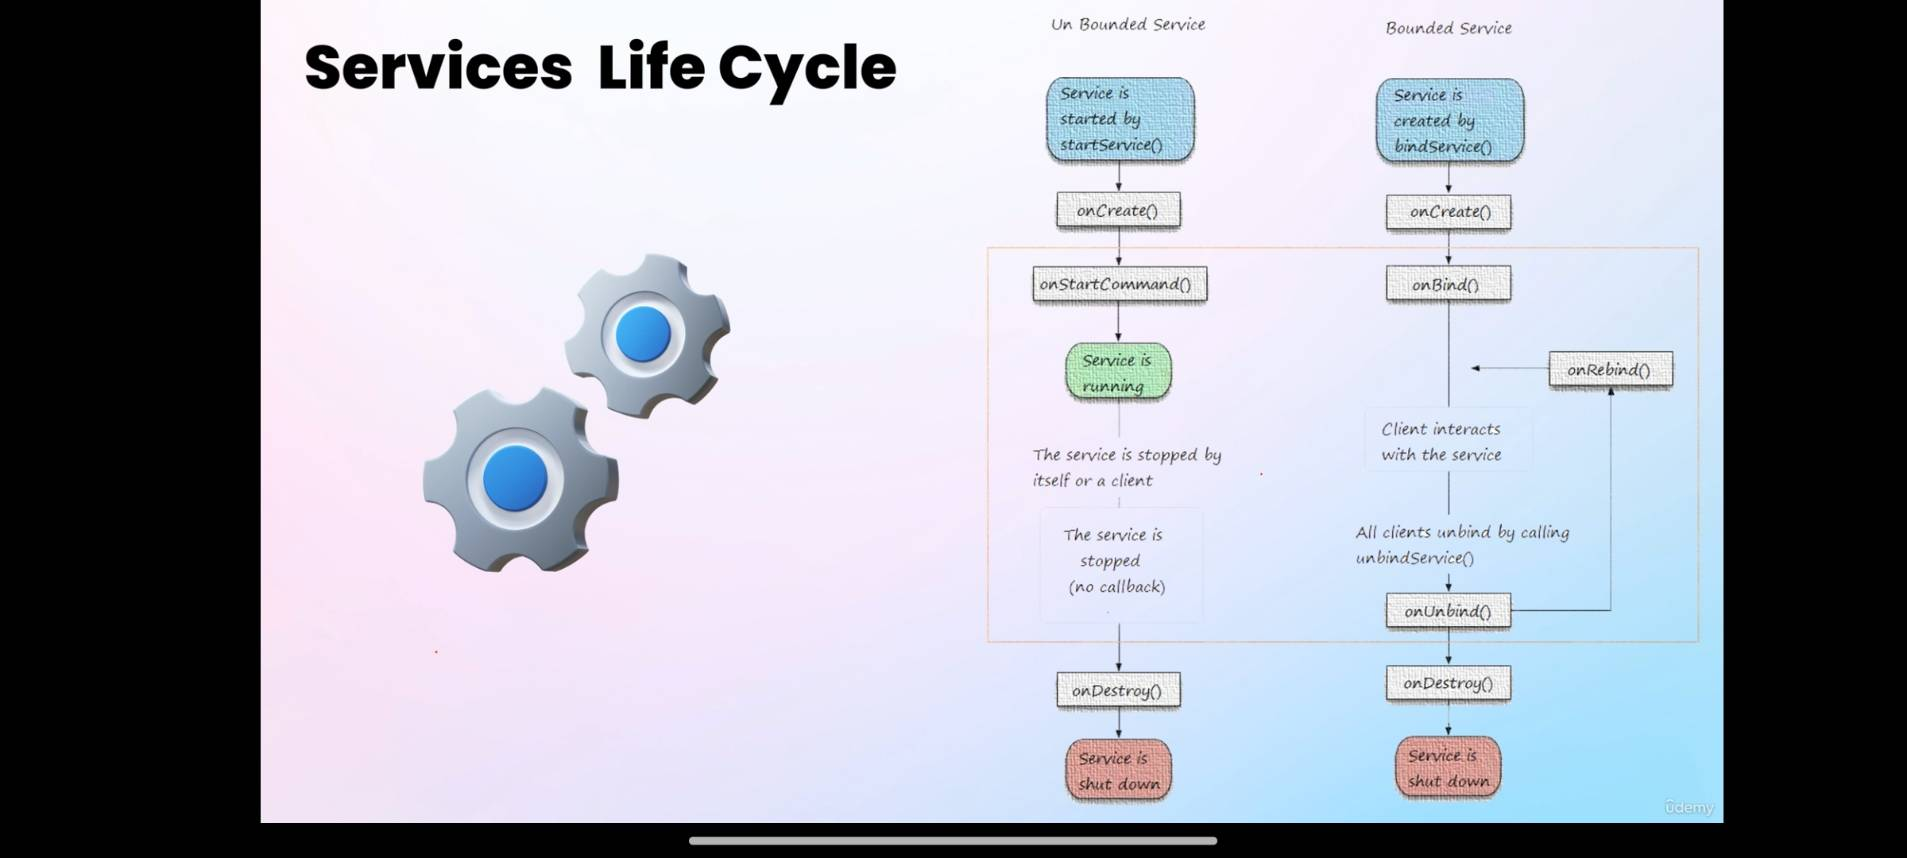 Services Life Cycle
Un Bounded Service
Service is
started by
startService()
onCreate()
onStartCommand()
Service is
running
The service is stopped by
itself or a client
The service is
stopped
(no callback)
onDestroy()
Service is
shut down
Bounded Service
Service is
created by
bindService()
onCreate()
onBind()
onRebind()
Client interacts
with the service
All clients unbind by calling
unbindService()
onUnbind()
onDestroy()
Service is
shut down
ûdemy